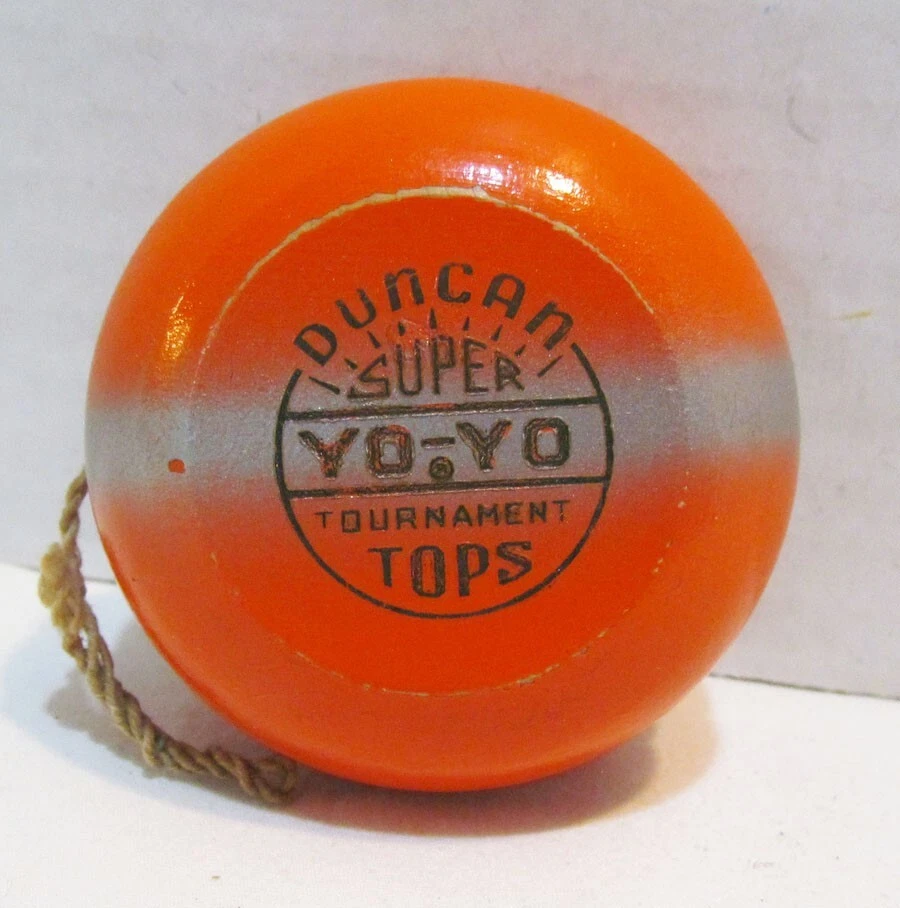 DUNCAN
SUPER
YO-YO
®
TOURNAMENT
TOPS